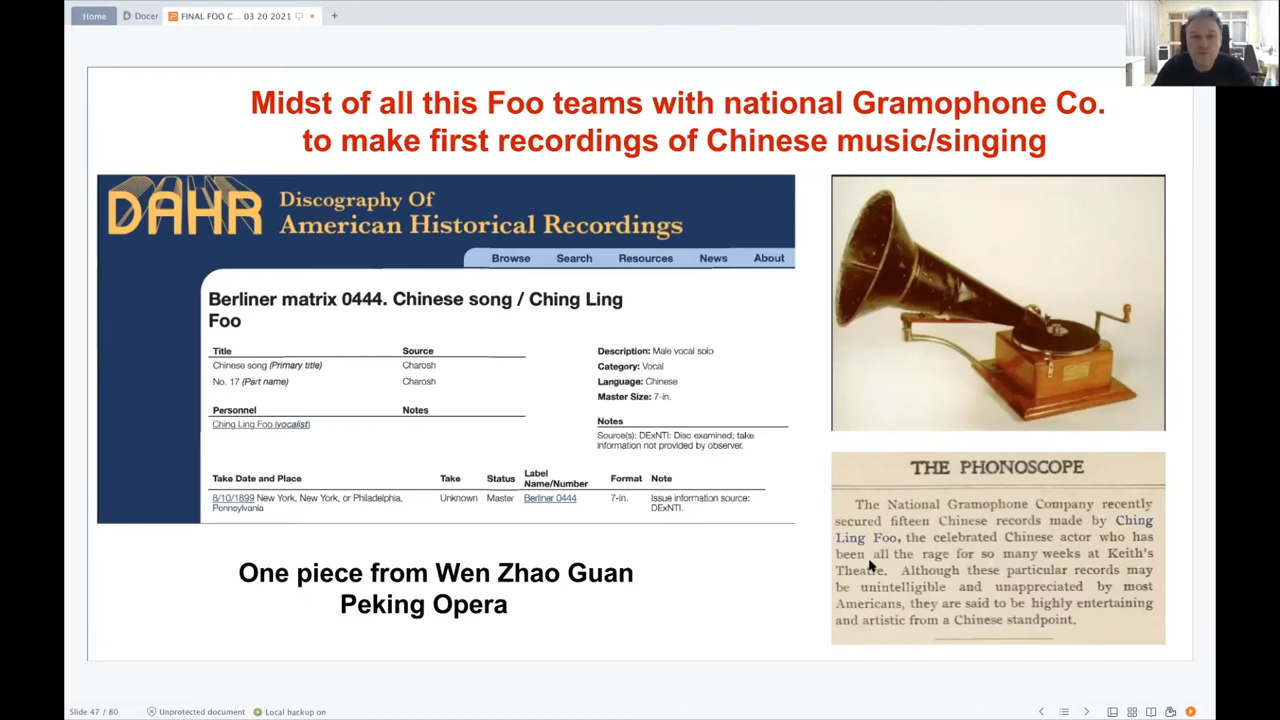 Home
Docer
FINAL FOO C... 03 20 2021
Midst of all this Foo teams with national Gramophone Co.
to make first recordings of Chinese music/singing
DAHR
Discography Of
American Historical Recordings
Browse Search Resources News About
Berliner matrix 0444. Chinese song / Ching Ling
Foo
Title Source
Chinese song (Primary title) Charosh
No. 17 (Part name) Charosh
Personnel Notes
Ching Ling Foo (vocalist)
Description: Male vocal solo
Category: Vocal
Language: Chinese
Master Size: 7-in.
Notes
Source(s): DExNTI: Disc examined; take
information not provided by observer.
Take Date and Place Take Status Label Name/Number Format Note
8/10/1899 New York, New York, or Philadelphia, Unknown Master Berliner 0444 7-in. Issue information source:
Pennsylvania DExNTI.
THE PHONOSCOPE
The National Gramophone Company recently
secured fifteen Chinese records made by Ching
Ling Foo, the celebrated Chinese actor who has
been all the rage for so many weeks at Keith's
Theatre. Although these particular records may
be unintelligible and unappreciated by most
Americans, they are said to be highly entertaining
and artistic from a Chinese standpoint.
One piece from Wen Zhao Guan
Peking Opera
Slide 47 / 80
Unprotected document
Local backup on